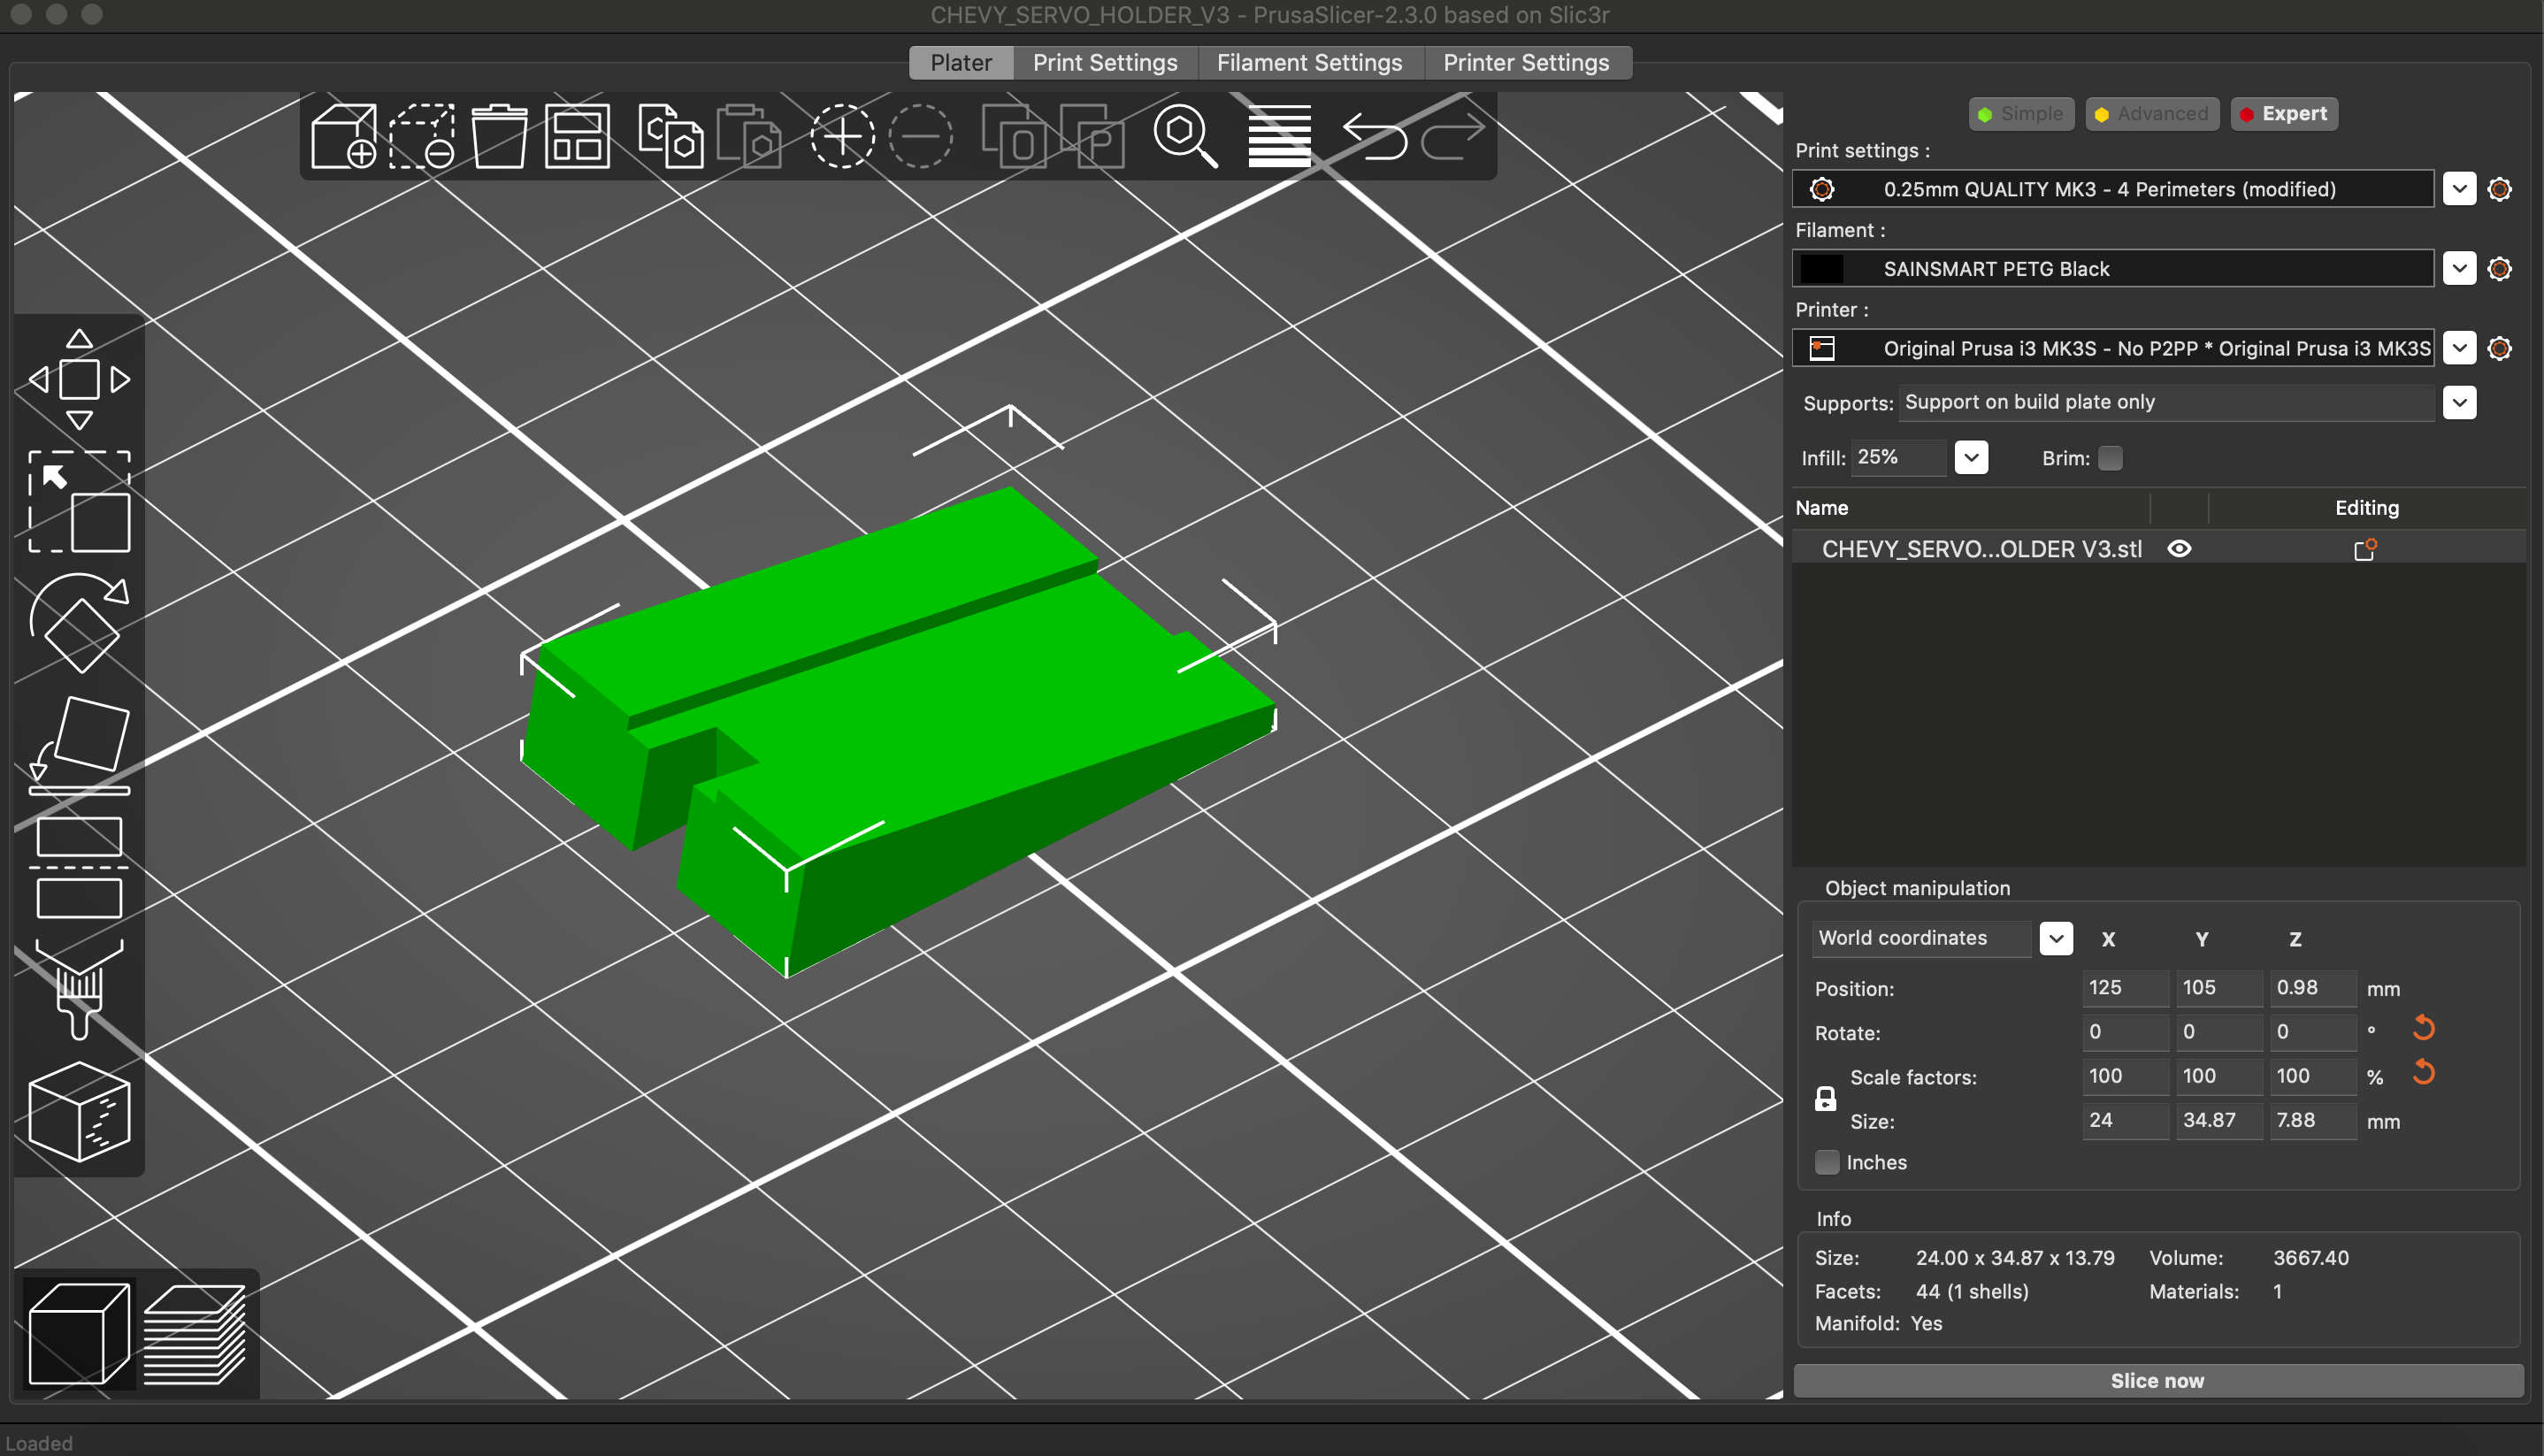 CHEVY_SERVO_HOLDER_V3 - PrusaSlicer-2.3.0 based on Slic3r
Plater Print Settings Filament Settings Printer Settings
Simple Advanced Expert
Print settings :
0.25mm QUALITY MK3 - 4 Perimeters (modified)
Filament :
SAINSMART PETG Black
Printer :
Original Prusa i3 MK3S - No P2PP * Original Prusa i3 MK3S
Supports: Support on build plate only
Infill: 25% Brim:
Name Editing
CHEVY_SERVO...OLDER V3.stl
Object manipulation
World coordinates X Y Z
Position: 125 105 0.98 mm
Rotate: 0 0 0 °
Scale factors: 100 100 100 %
Size: 24 34.87 7.88 mm
Inches
Info
Size: 24.00 x 34.87 x 13.79 Volume: 3667.40
Facets: 44 (1 shells) Materials: 1
Manifold: Yes
Slice now
Loaded